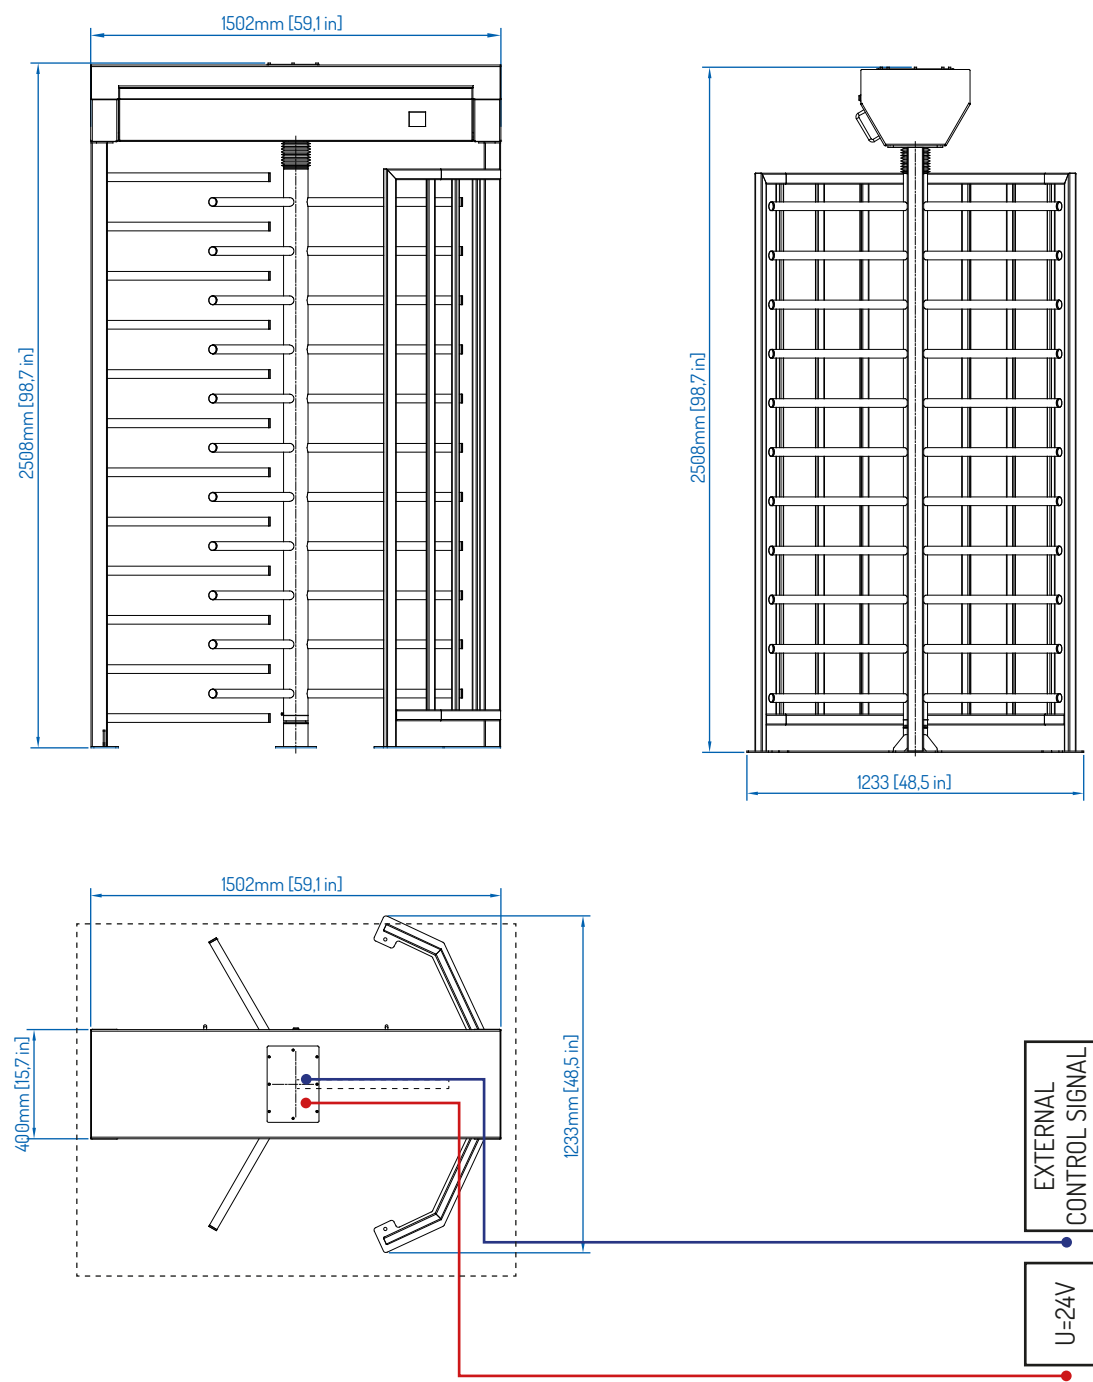 1502mm [59,1 in]
2508mm [98,7 in]
2508mm [98,7 in]
1233 [48,5 in]
1502mm [59,1 in]
400mm [15,7 in]
1233mm [48,5 in]
EXTERNAL
CONTROL SIGNAL
U=24V